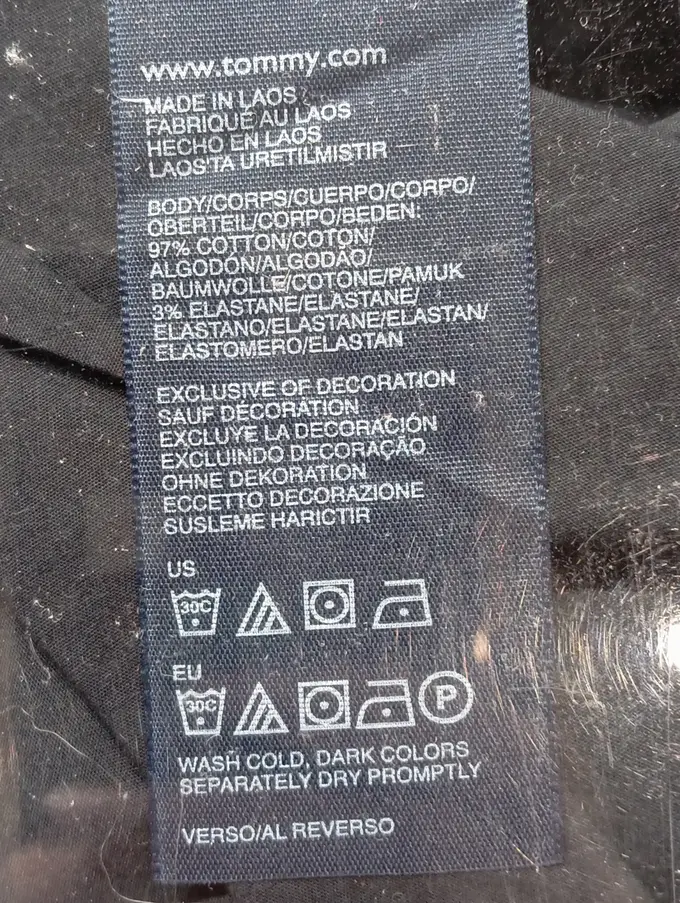 www.tommy.com
MADE IN LAOS
FABRIQUÉ AU LAOS
HECHO EN LAOS
LAOS'TA URETILMISTIR
BODY/CORPS/CUERPO/CORPO/
OBERTEIL/CORPO/BEDEN:
97% COTTON/COTON/
ALGODÓN/ALGODÃO/
BAUMWOLLE/COTONE/PAMUK
3% ELASTANE/ELASTANE/
ELASTANO/ELASTANE/ELASTAN/
ELASTOMERO/ELASTAN
EXCLUSIVE OF DECORATION
SAUF DÉCORATION
EXCLUYE LA DECORACIÓN
EXCLUINDO DECORAÇÃO
OHNE DEKORATION
ECCETTO DECORAZIONE
SUSLEME HARICTIR
US
30C
EU
30C P
WASH COLD, DARK COLORS
SEPARATELY DRY PROMPTLY
VERSO/AL REVERSO